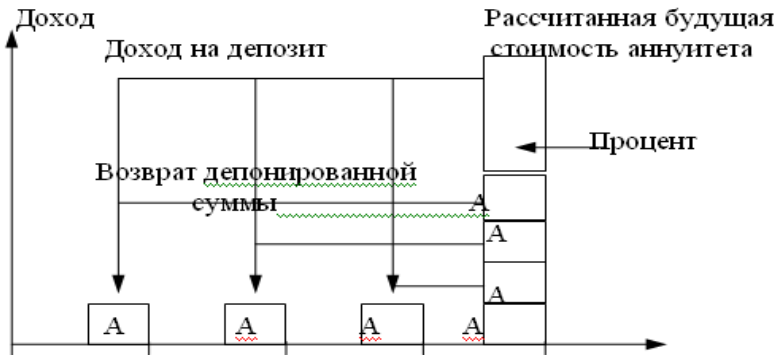 Доход
Рассчитанная будущая
стоимость аннуитета
Доход на депозит
Процент
Возврат депонированной
суммы
А
А
А
А
А
А
А